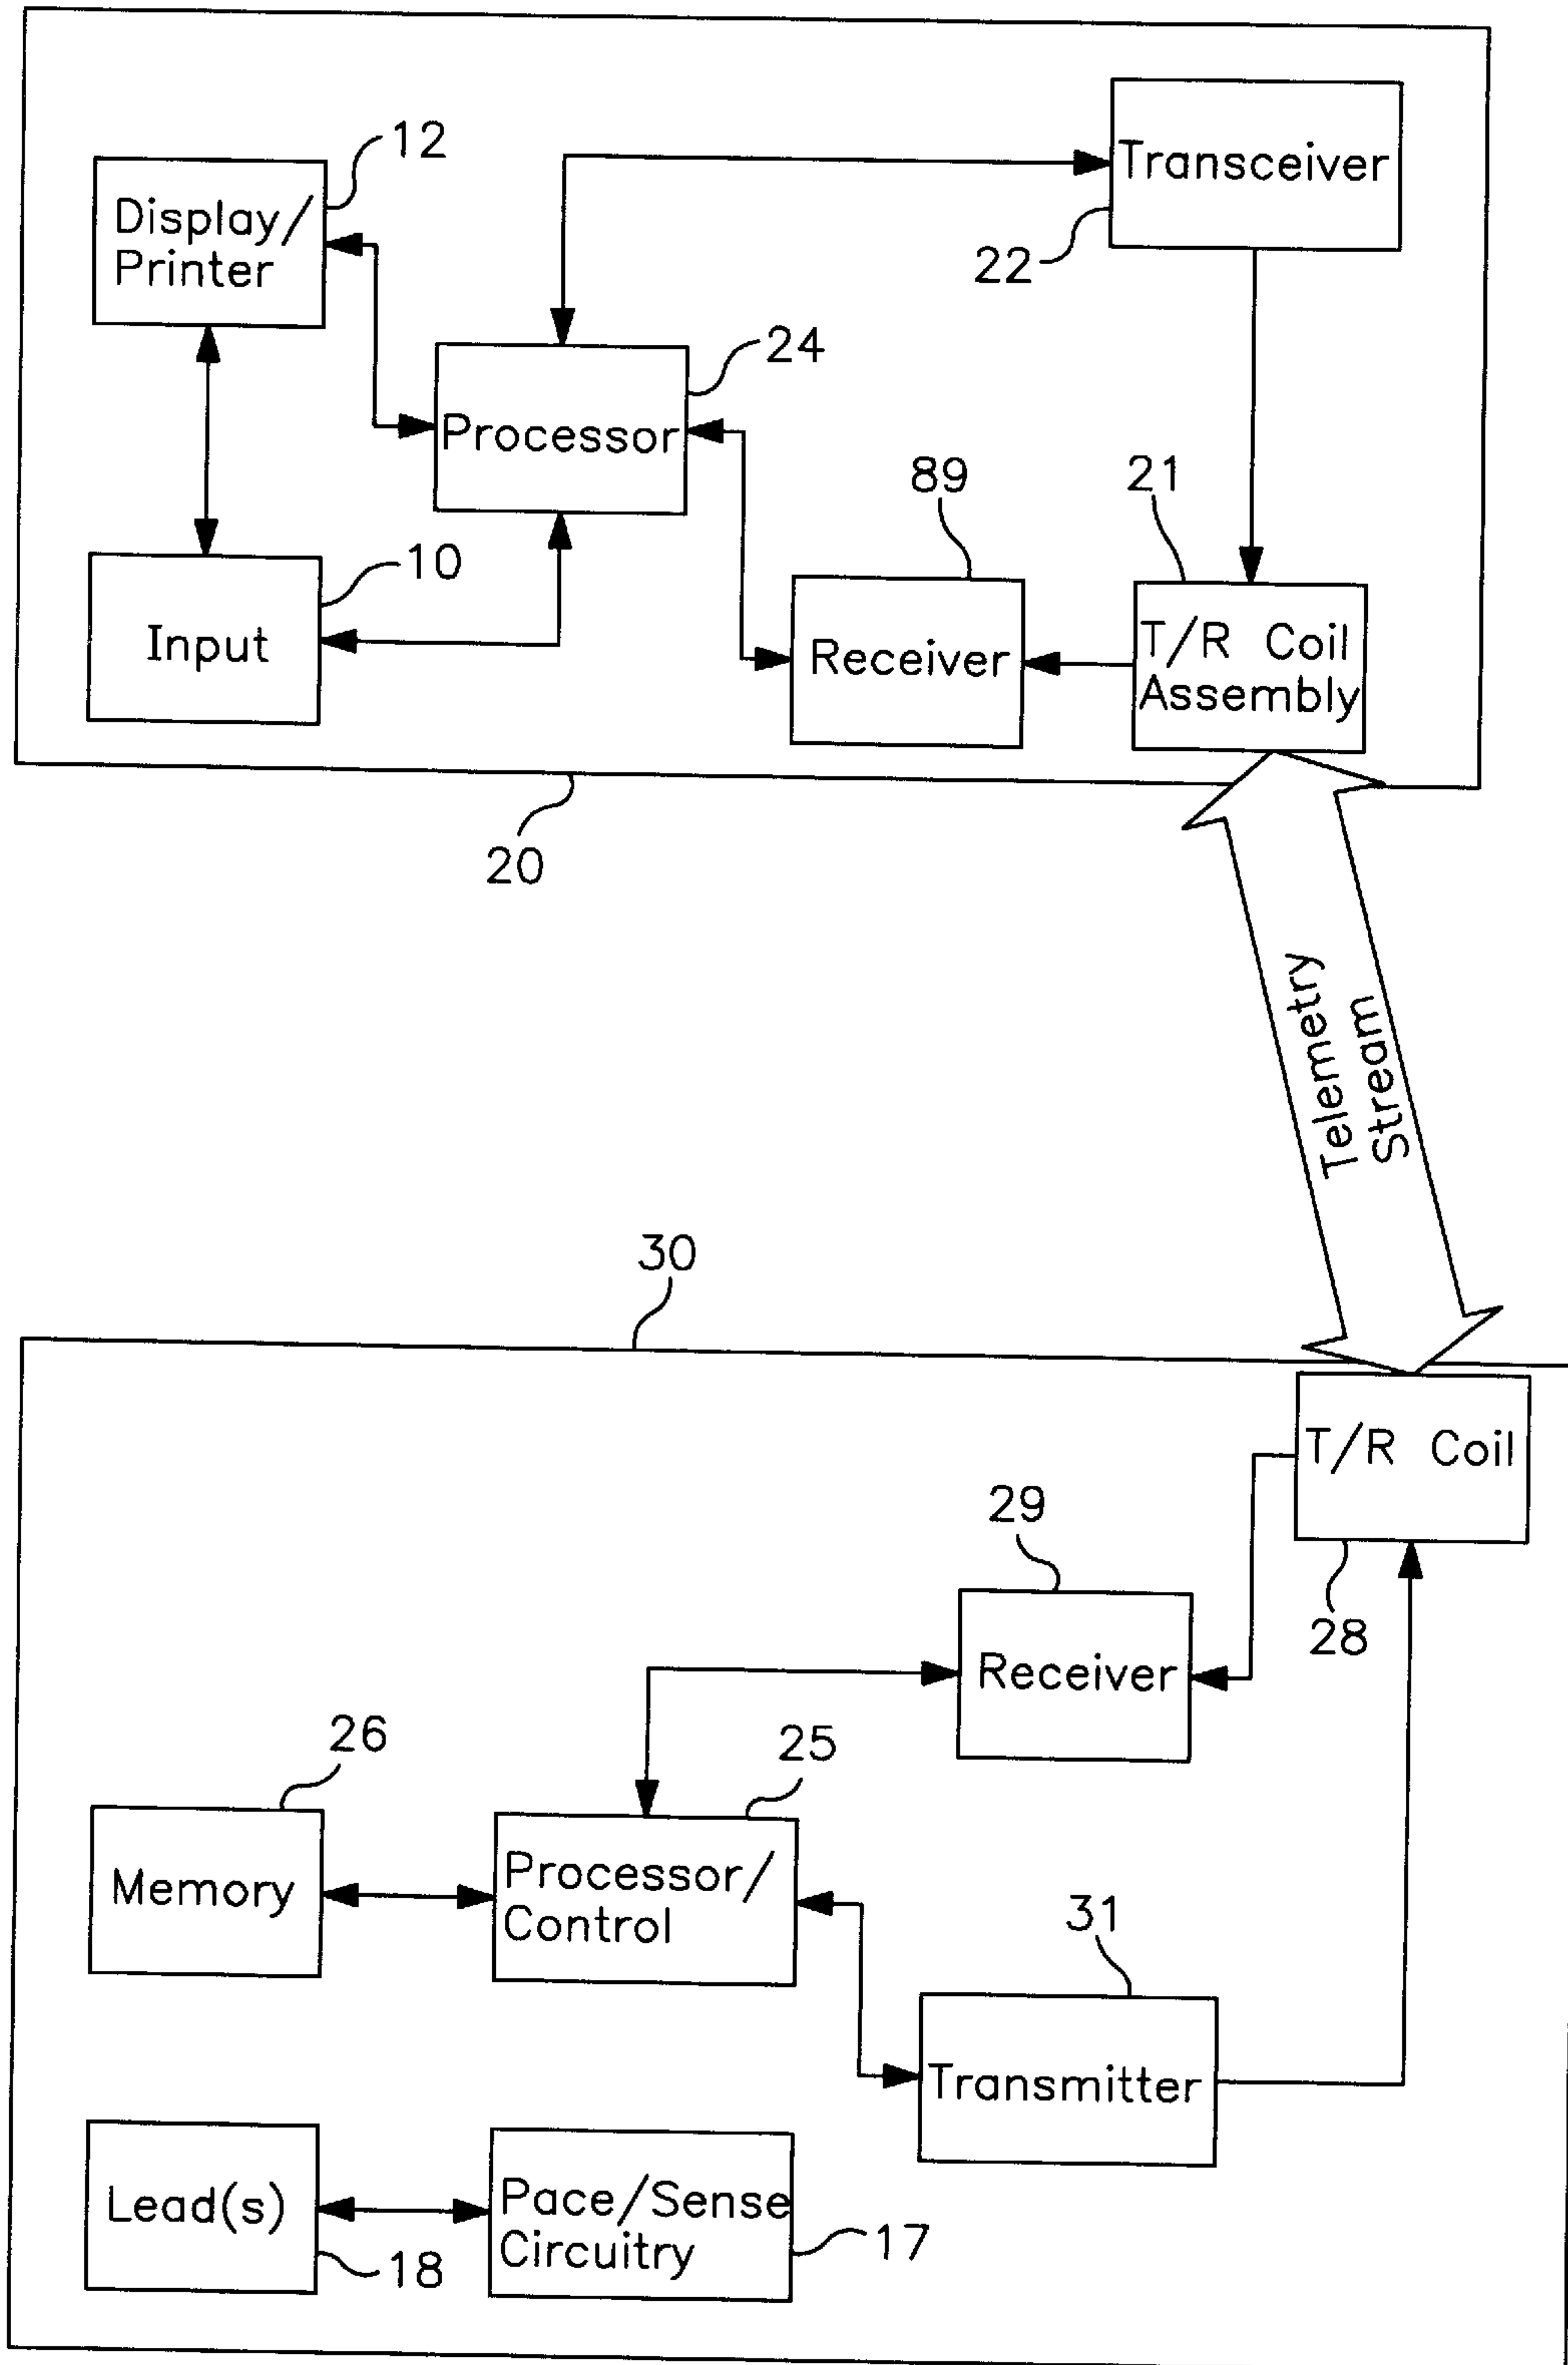 12
Display/
Printer
Transceiver
22
24
Processor
89
21
10
Input
Receiver
T/R Coil
Assembly
20
Telemetry
Stream
30
T/R Coil
29
28
Receiver
26
25
Memory
Processor/
Control
31
Transmitter
Lead(s)
18
Pace/Sense
Circuitry
17